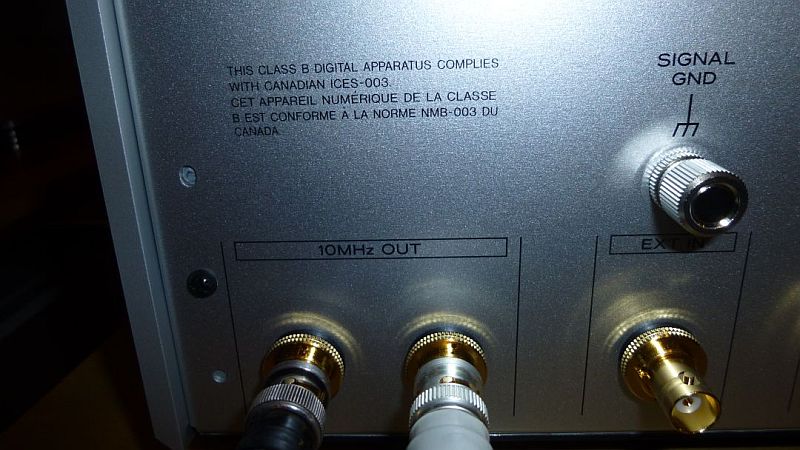 THIS CLASS B DIGITAL APPARATUS COMPLIES
WITH CANADIAN ICES-003.
CET APPAREIL NUMÉRIQUE DE LA CLASSE
B EST CONFORME À LA NORME NMB-003 DU
CANADA.
SIGNAL
GND
10MHz OUT
EXT IN